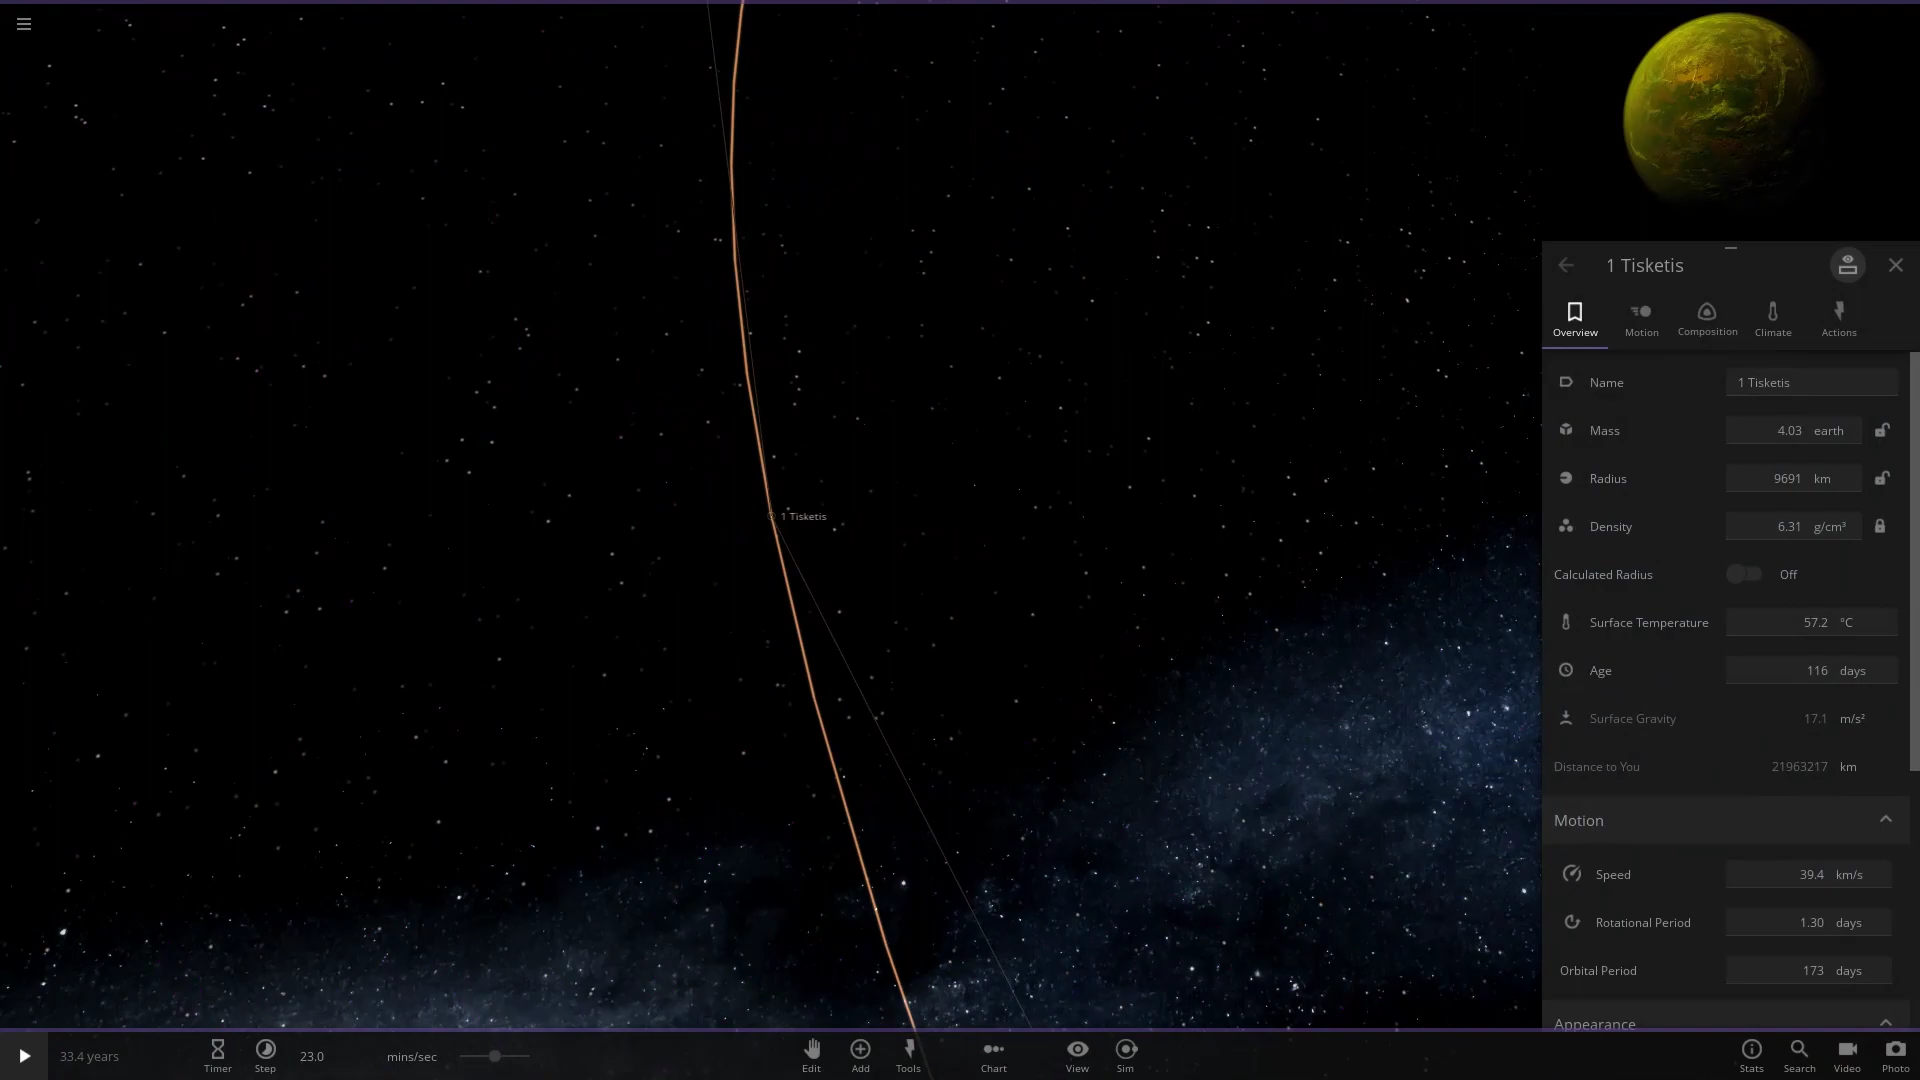 1 Tisketis
Overview
Motion
Composition
Climate
Actions
Name 1 Tisketis
Mass 4.03 earth
Radius 9691 km
1 Tisketis
Density 6.31 g/cm³
Calculated Radius Off
Surface Temperature 57.2 °C
Age 116 days
Surface Gravity 17.1 m/s²
Distance to You 21963217 km
Motion
Speed 39.4 km/s
Rotational Period 1.30 days
Orbital Period 173 days
Appearance
33.4 years
Timer
Step
23.0 mins/sec
Edit
Add
Tools
Chart
View
Sim
Stats
Search
Video
Photo